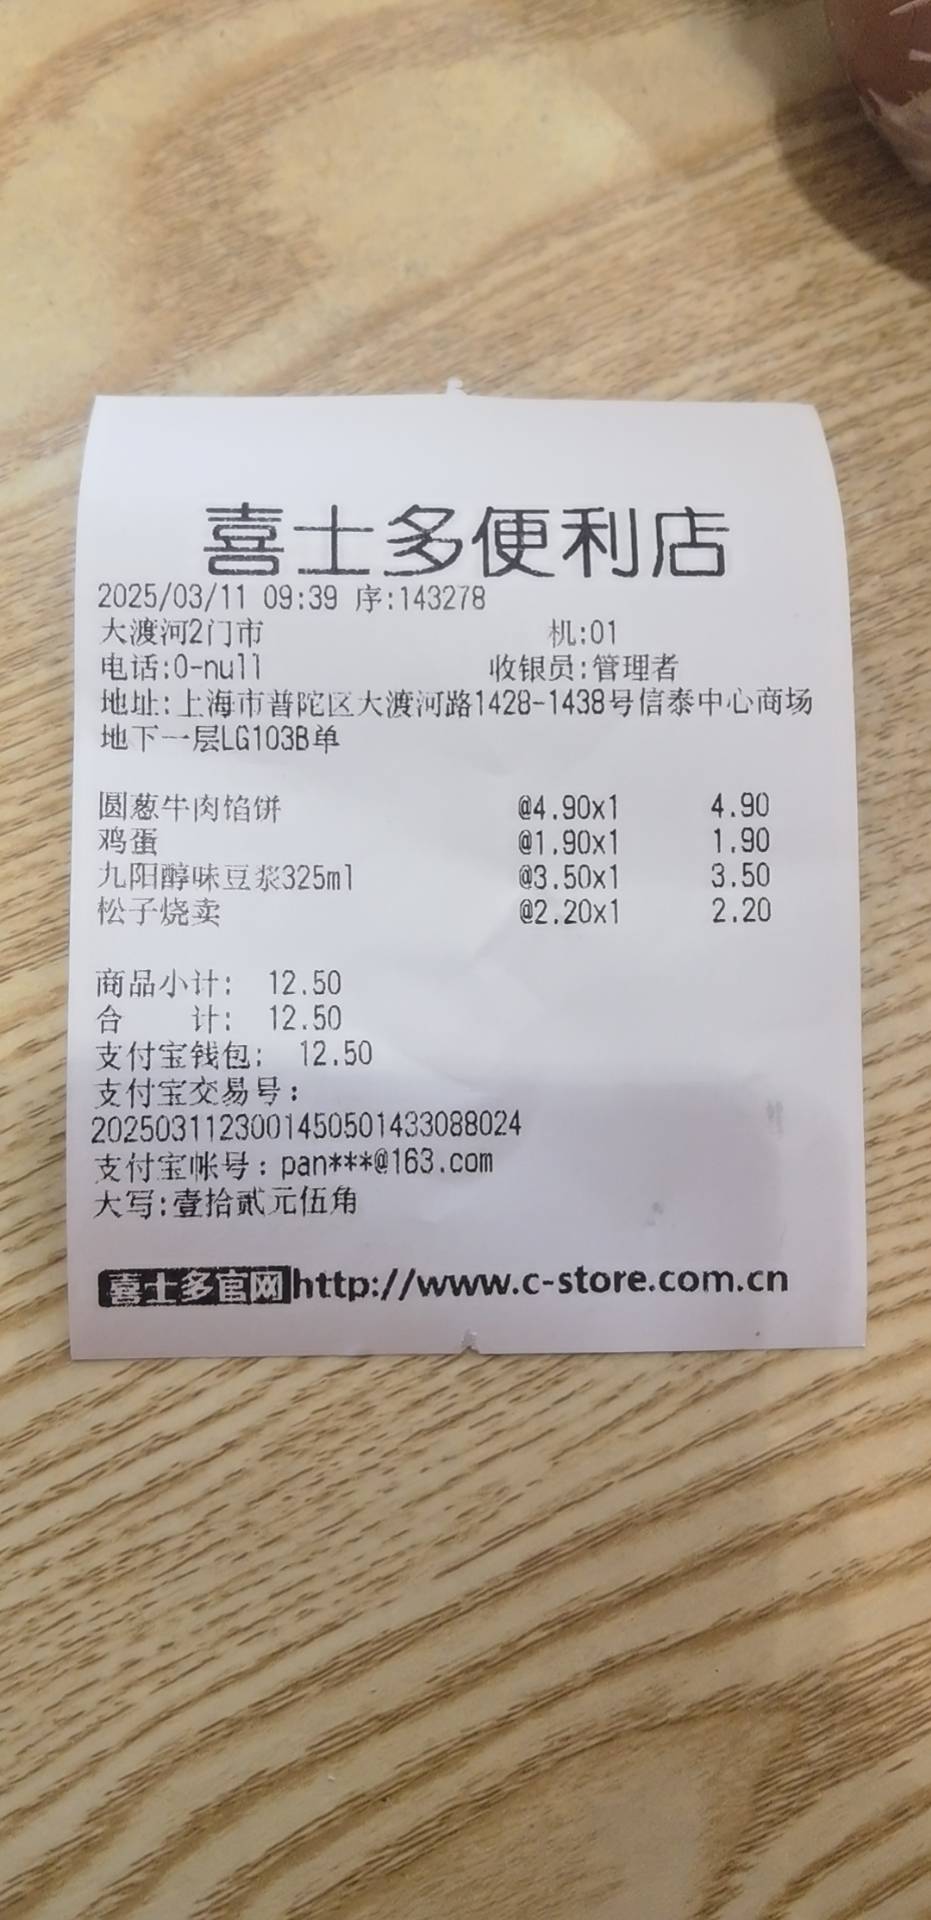 喜士多便利店
2025/03/11 09:39 序:143278
大渡河2门市 机:01
电话:0-null 收银员:管理者
地址:上海市普陀区大渡河路1428-1438号信泰中心商场
地下一层LG103B单
圆葱牛肉馅饼 @4.90x1 4.90
鸡蛋 @1.90x1 1.90
九阳醇味豆浆325ml @3.50x1 3.50
松子烧卖 @2.20x1 2.20
商品小计: 12.50
合 计: 12.50
支付宝钱包: 12.50
支付宝交易号:
2025031123001450501433088024
支付宝帐号:pan***@163.com
大写:壹拾贰元伍角
喜士多官网http://www.c-store.com.cn